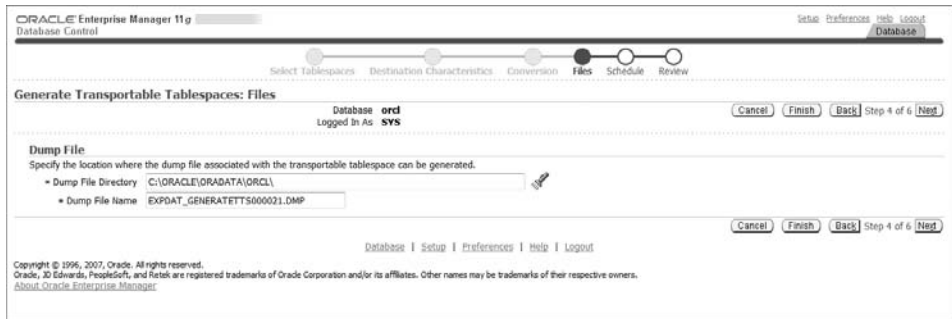 ORACLE Enterprise Manager 11g
Database Control
Setup Preferences Help Logout
Database
Select Tablespaces Destination Characteristics Conversion Files Schedule Review
Generate Transportable Tablespaces: Files
Database orcl
Logged In As SYS
Cancel Finish Back Step 4 of 6 Next
Dump File
Specify the location where the dump file associated with the transportable tablespace can be generated.
* Dump File Directory C:\ORACLE\ORADATA\ORCL\
* Dump File Name EXPDAT_GENERATETTS000021.DMP
Cancel Finish Back Step 4 of 6 Next
Database | Setup | Preferences | Help | Logout
Copyright © 1996, 2007, Oracle. All rights reserved.
Oracle, JD Edwards, PeopleSoft, and Retek are registered trademarks of Oracle Corporation and/or its affiliates. Other names may be trademarks of their respective owners.
About Oracle Enterprise Manager